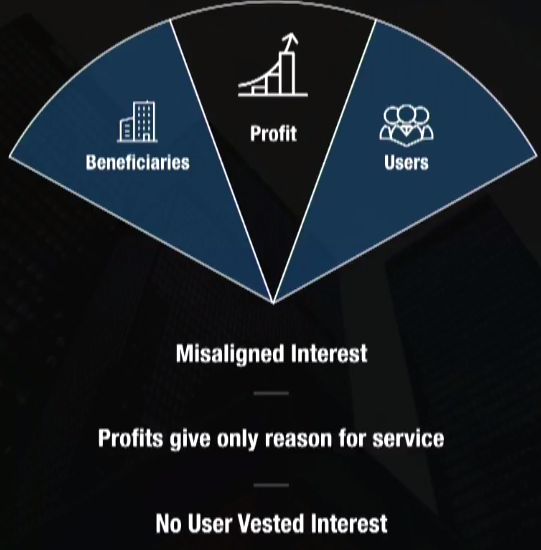 Profit
Beneficiaries
Users
Misaligned Interest
Profits give only reason for service
No User Vested Interest